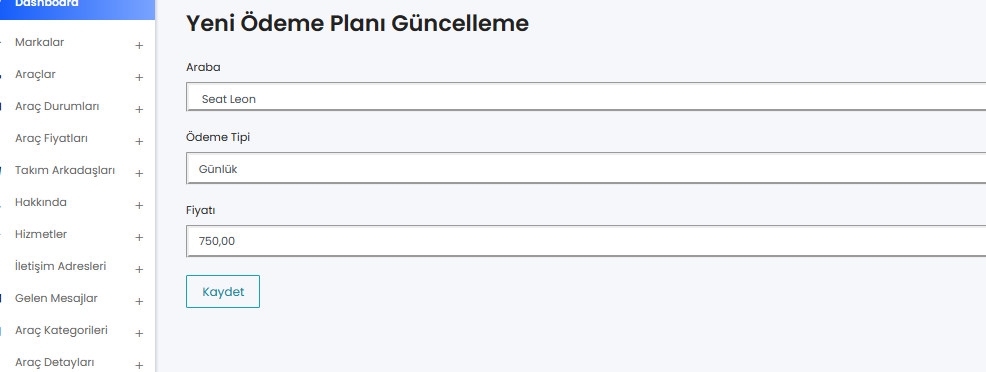 Dashboard
Yeni Ödeme Planı Güncelleme
Markalar +
Araçlar +
Araç Durumları +
Araç Fiyatları +
Takım Arkadaşları +
Hakkında +
Hizmetler +
İletişim Adresleri +
Gelen Mesajlar +
Araç Kategorileri +
Araç Detayları +
Araba
Seat Leon
Ödeme Tipi
Günlük
Fiyatı
750,00
Kaydet